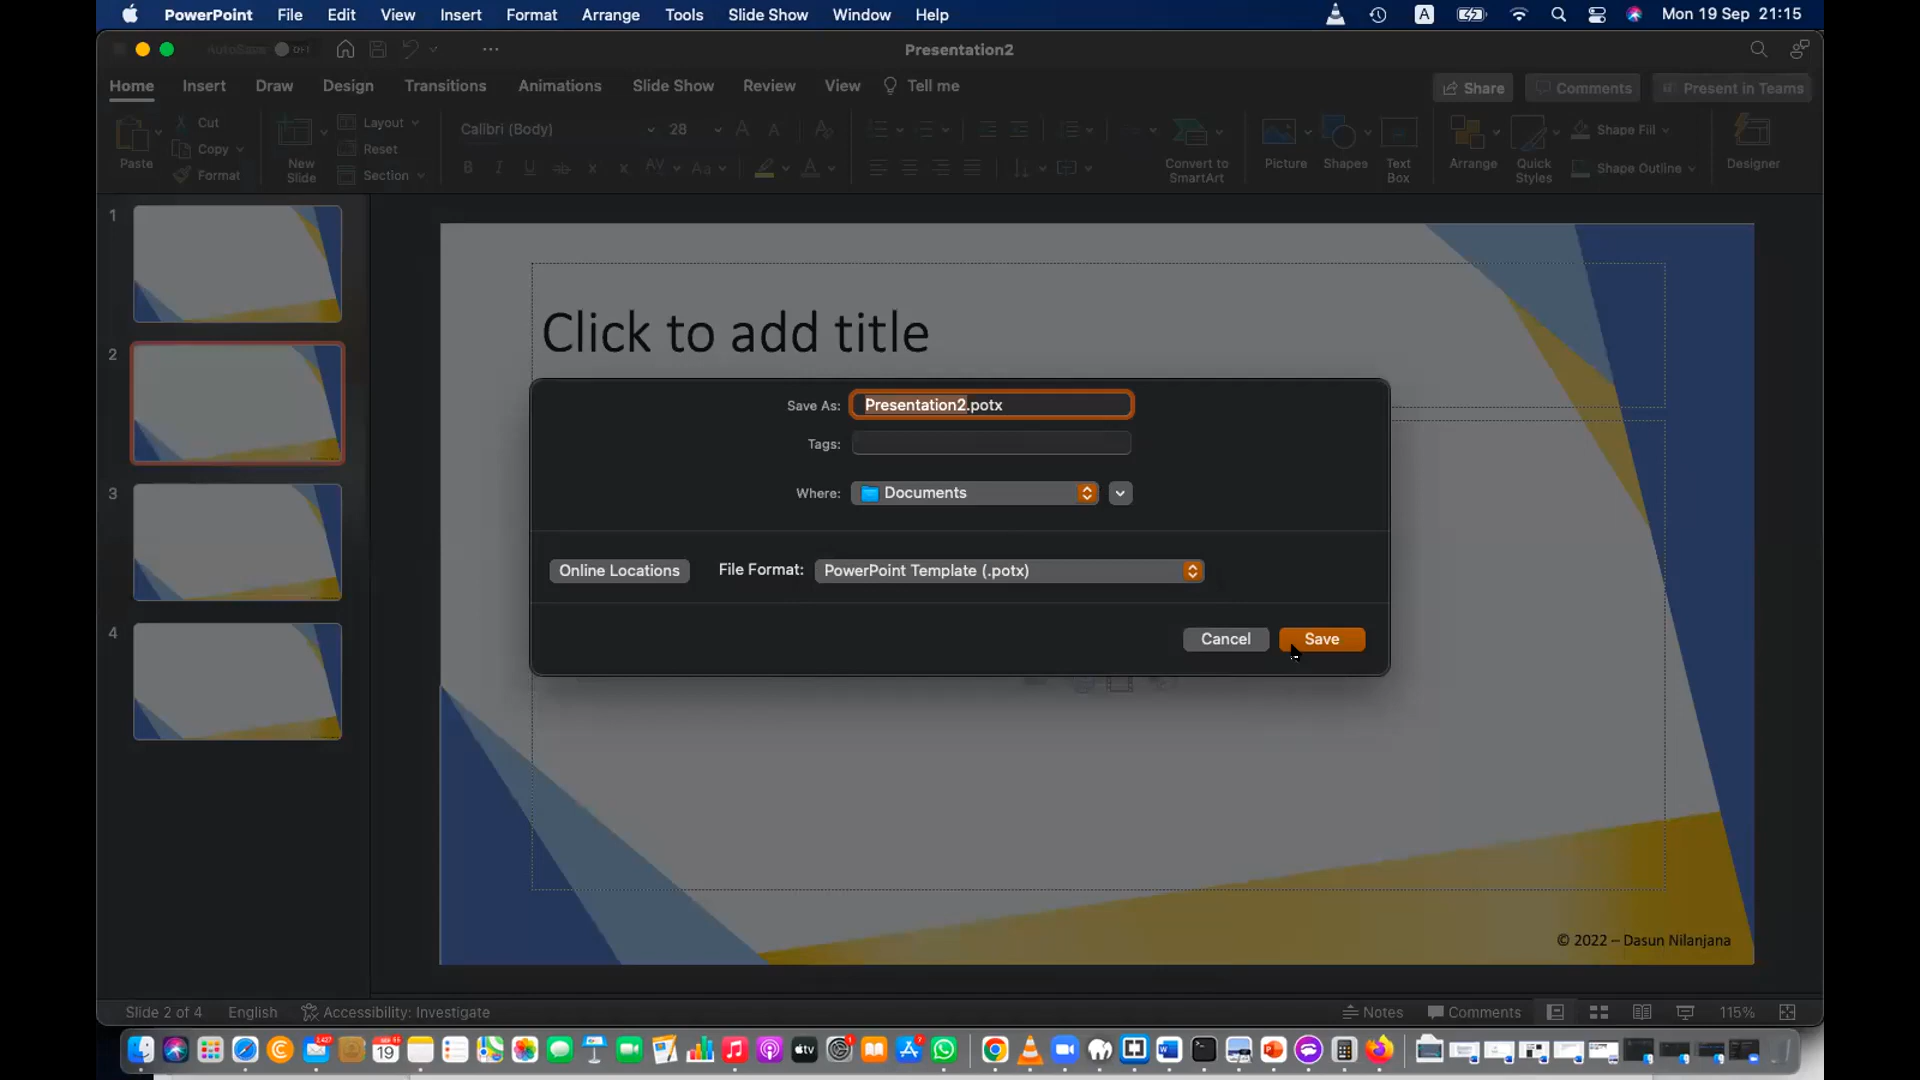 PowerPoint File Edit View Insert Format Arrange Tools Slide Show Window Help A Mon 19 Sep 21:15
AutoSave OFF ... Presentation2
Home Insert Draw Design Transitions Animations Slide Show Review View Tell me Share Comments Present in Teams
Paste Cut Copy Format
New Slide Layout Reset Section
Calibri (Body) 28
Convert to SmartArt
Picture Shapes Text Box
Arrange Quick Styles Shape Fill Shape Outline
Designer
1
2
3
4
Click to add title
Save As: Presentation2.potx
Tags:
Where: Documents
Online Locations File Format: PowerPoint Template (.potx)
Cancel Save
© 2022 – Dasun Nilanjana
Slide 2 of 4 English Accessibility: Investigate Notes Comments 115%